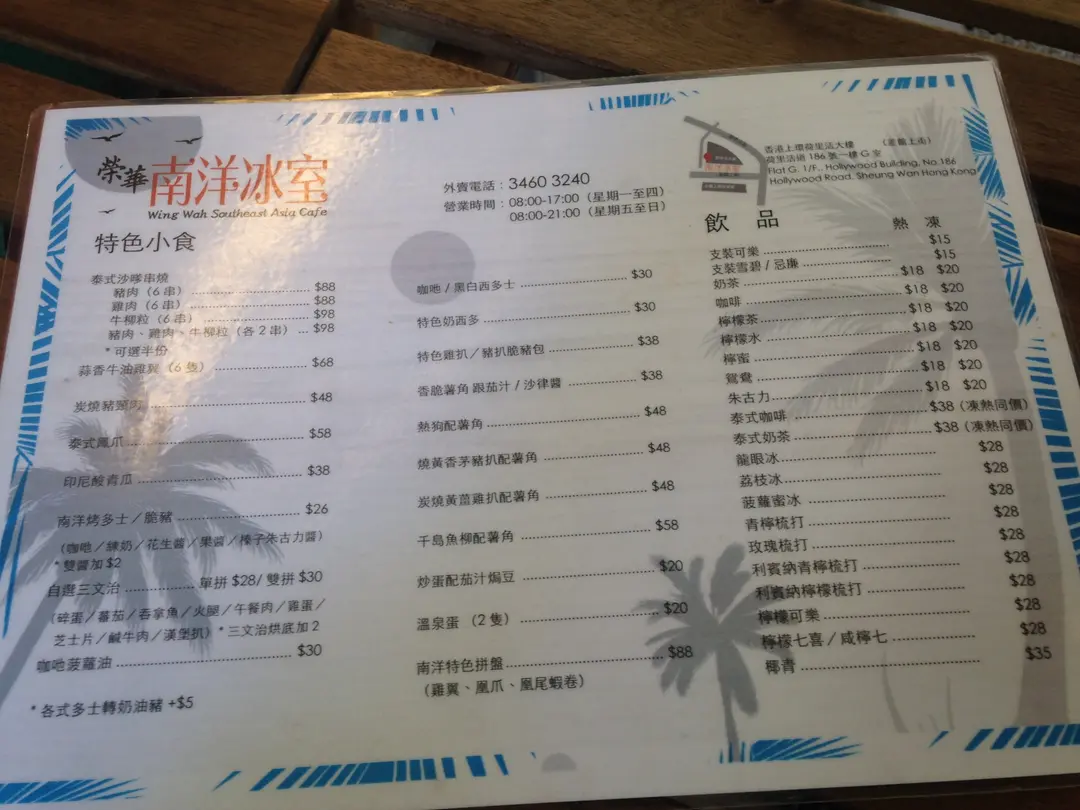 榮華 南洋冰室
Wing Wah Southeast Asia Cafe
外賣電話：3460 3240
營業時間：08:00-17:00（星期一至四）
08:00-21:00（星期五至日）
香港上環荷里活大樓
荷里活道 186 號一樓 G 室
Flat G, 1/F., Hollywood Building, No.186
Hollywood Road, Sheung Wan Hong Kong
特色小食
泰式沙嗲串燒
豬肉（6 串） $88
雞肉（6 串） $88
牛柳粒（6 串） $98
豬肉、雞肉、牛柳粒（各 2 串） $98
*可選半份
蒜香牛油雞翼（6 隻） $68
炭燒豬頸肉 $48
泰式鳳爪 $58
印尼酸青瓜 $38
南洋烤多士／脆豬 $26
（咖吔／鍊奶／花生醬／果醬／榛子朱古力醬）
*雙醬加 $2
自選三文治 單拼 $28/ 雙拼 $30
（碎蛋／蕃茄／吞拿魚／火腿／午餐肉／雞蛋／
芝士片／鹹牛肉／漢堡扒）*三文治烘底加 2
咖吔菠蘿油 $30
*各式多士轉奶油豬 +$5
咖吔 / 黑白西多士 $30
特色奶西多 $30
特色雞扒／豬扒脆豬包 $38
香脆薯角 跟茄汁 / 沙律醬 $38
熱狗配薯角 $48
燒黃香茅豬扒配薯角 $48
炭燒黃薑雞扒配薯角 $48
千島魚柳配薯角 $58
炒蛋配茄汁焗豆 $20
溫泉蛋（2 隻） $20
南洋特色拼盤 $88
（雞翼、凰爪、凰尾蝦卷）
飲 品 熱 凍
支裝可樂 $15
支裝雪碧 / 忌廉 $15
奶茶 $18 $20
咖啡 $18 $20
檸檬茶 $18 $20
檸檬水 $18 $20
檸蜜 $18 $20
鴛鴦 $18 $20
朱古力 $18 $20
泰式咖啡 $38 (凍熱同價)
泰式奶茶 $38 (凍熱同價)
龍眼冰 $28
荔枝冰 $28
菠蘿蜜冰 $28
青檸梳打 $28
玫瑰梳打 $28
利賓納青檸梳打 $28
利賓納檸檬梳打 $28
檸檬可樂 $28
檸檬七喜 / 咸檸七 $28
椰青 $35